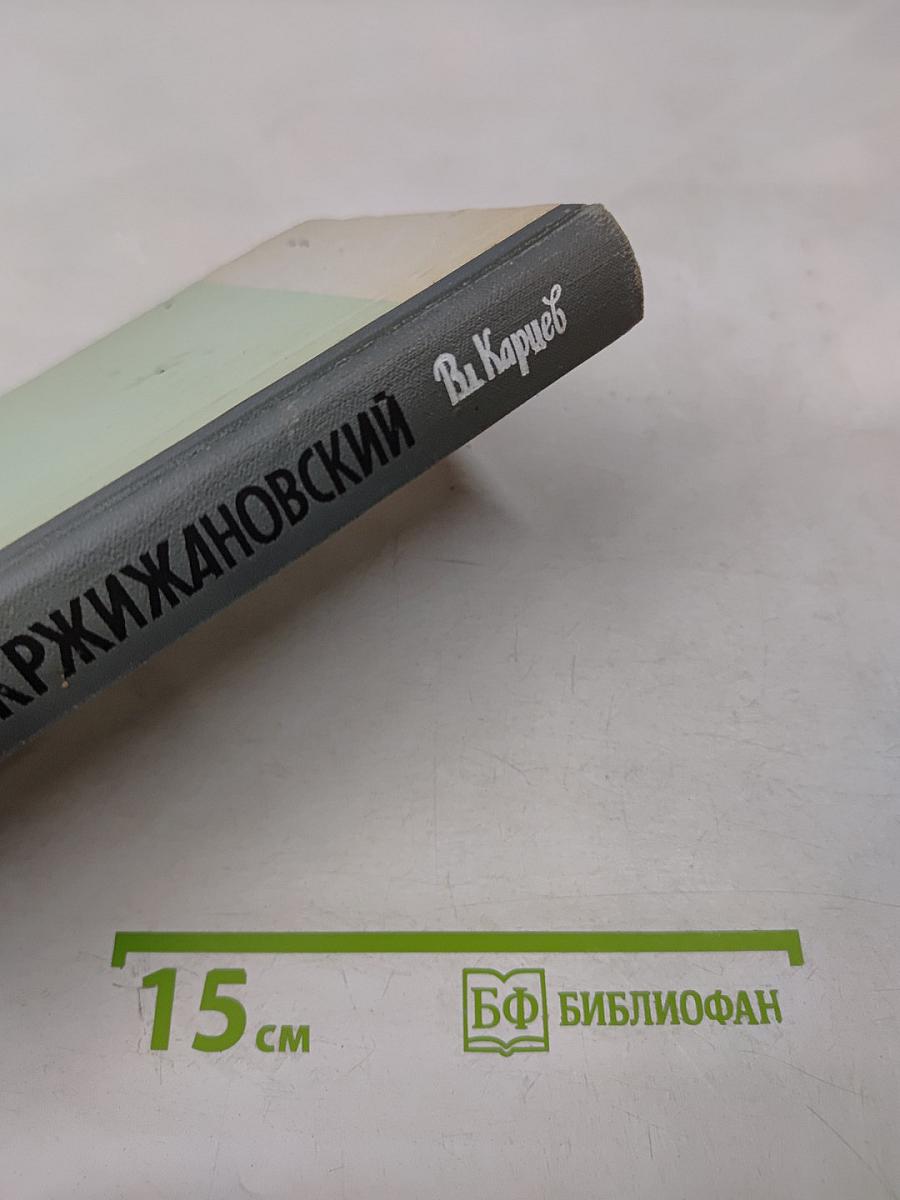 Вл Карцев
КРЖИЖАНОВСКИЙ
15 см
БФ БИБЛИОФАН